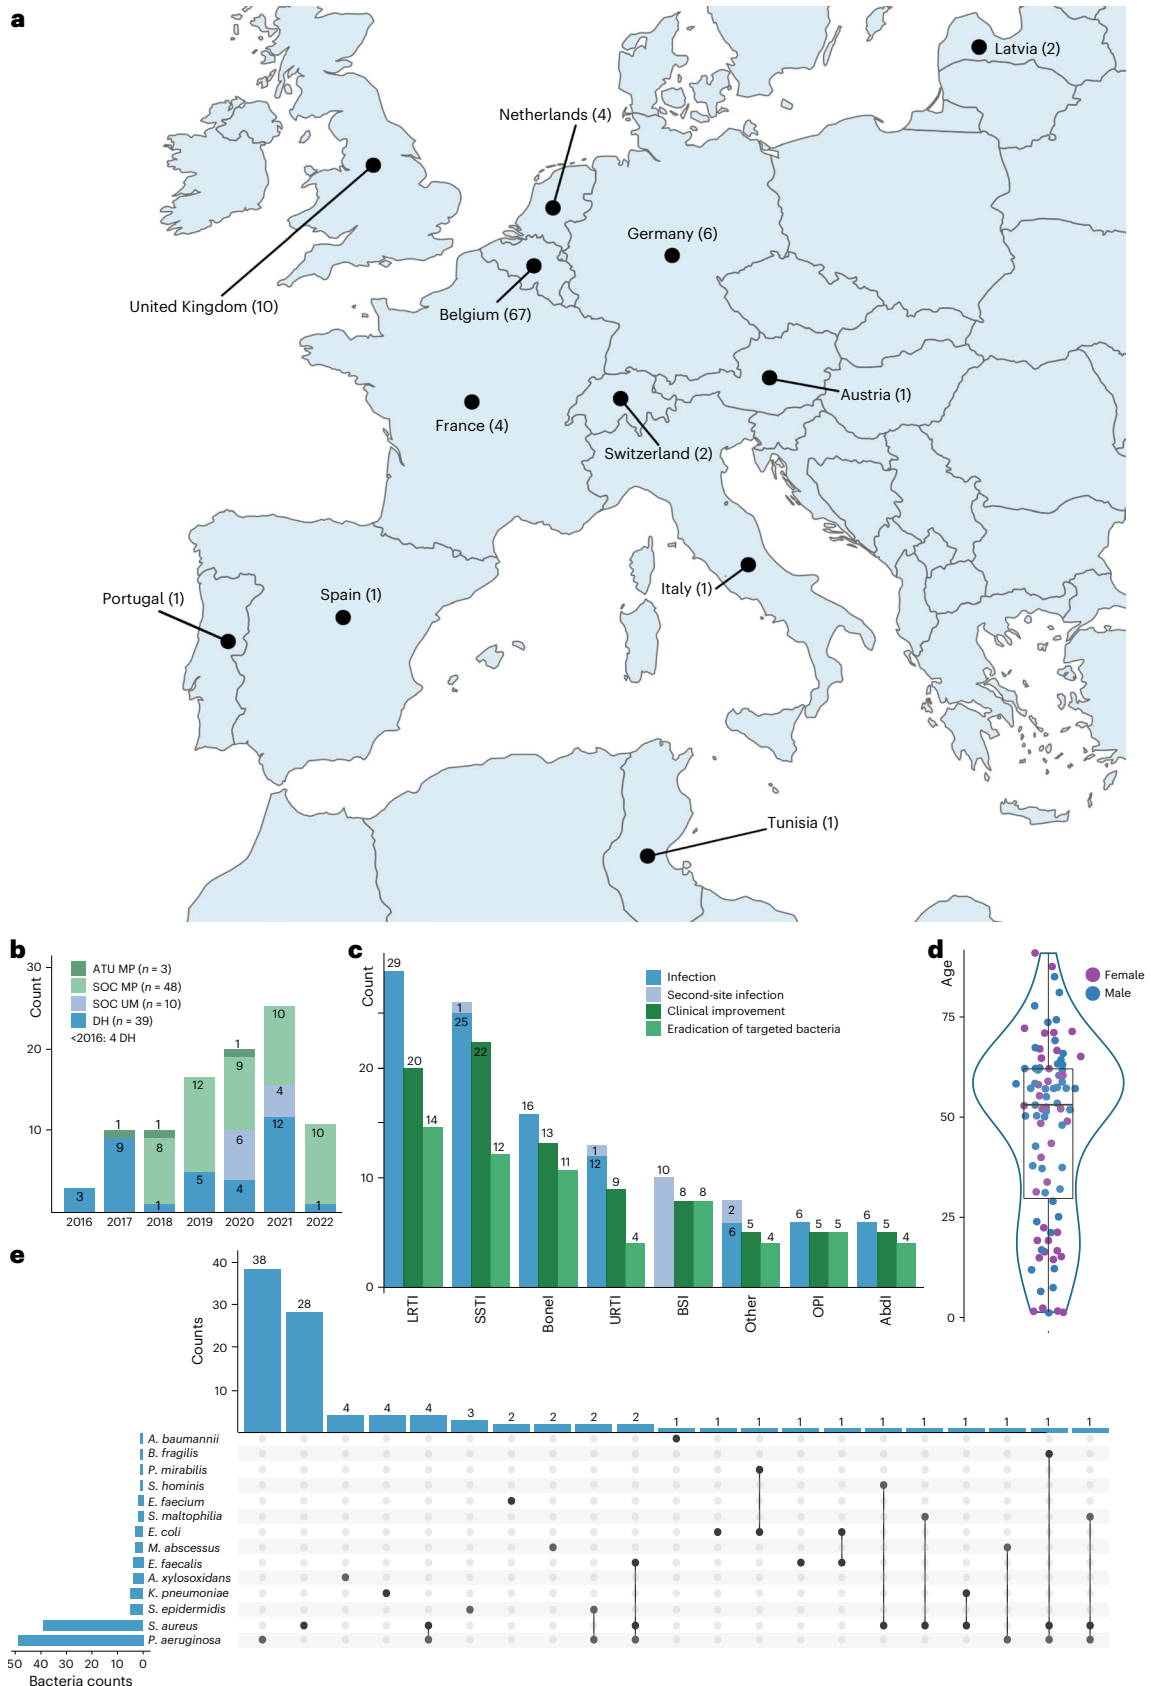 a
Latvia (2)
Netherlands (4)
Germany (6)
United Kingdom (10)
Belgium (67)
Austria (1)
France (4)
Switzerland (2)
Portugal (1)
Spain (1)
Italy (1)
Tunisia (1)
b
Count
30
20
10
ATU MP (n = 3)
SOC MP (n = 48)
SOC UM (n = 10)
DH (n = 39)
<2016: 4 DH
3
1
9
1
8
1
12
5
1
9
6
4
10
4
12
10
1
2016 2017 2018 2019 2020 2021 2022
c
Count
20
10
0
Infection
Second-site infection
Clinical improvement
Eradication of targeted bacteria
29
20
14
1
25
22
12
16
13
11
1
12
9
4
10
8
8
2
6
5
4
6
5
5
6
5
4
LRTI
SSTI
BoneI
URTI
BSI
Other
OPI
AbdI
d
Age
75
50
25
0
Female
Male
e
Counts
40
30
20
10
38 28 4 4 4 3 2 2 2 2 1 1 1 1 1 1 1 1 1 1 1
A. baumannii
B. fragilis
P. mirabilis
S. hominis
E. faecium
S. maltophilia
E. coli
M. abscessus
E. faecalis
A. xylosoxidans
K. pneumoniae
S. epidermidis
S. aureus
P. aeruginosa
50 40 30 20 10 0
Bacteria counts